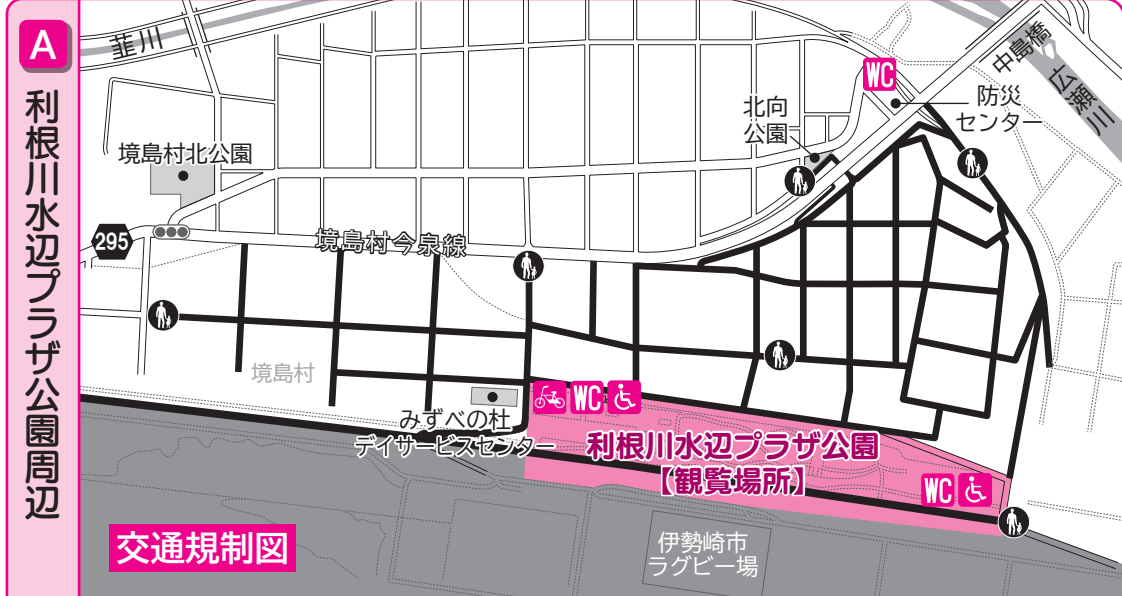 A
利根川水辺プラザ公園周辺
韮川
中島橋
広瀬川
WC
防災
センター
北向
公園
境島村北公園
295
境島村今泉線
境島村
みずべの杜
デイサービスセンター
WC
利根川水辺プラザ公園
【観覧場所】
WC
交通規制図
伊勢崎市
ラグビー場